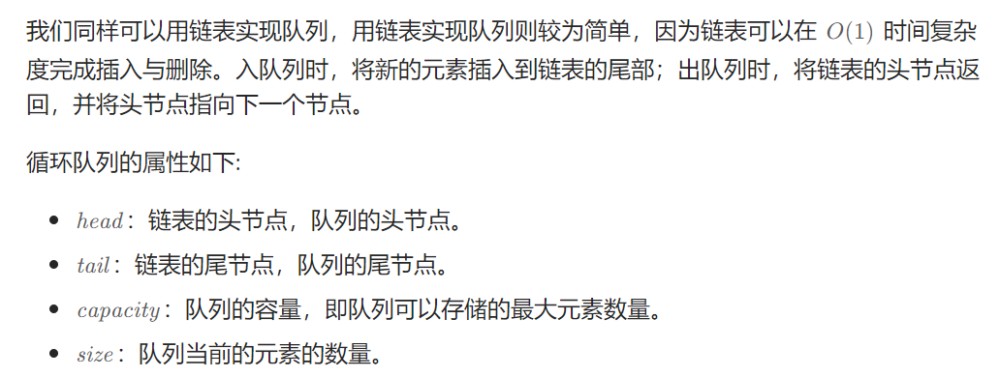 我们同样可以用链表实现队列，用链表实现队列则较为简单，因为链表可以在 O(1) 时间复杂
度完成插入与删除。入队列时，将新的元素插入到链表的尾部；出队列时，将链表的头节点返
回，并将头节点指向下一个节点。
循环队列的属性如下:
• head：链表的头节点，队列的头节点。
• tail：链表的尾节点，队列的尾节点。
• capacity：队列的容量，即队列可以存储的最大元素数量。
• size：队列当前的元素的数量。